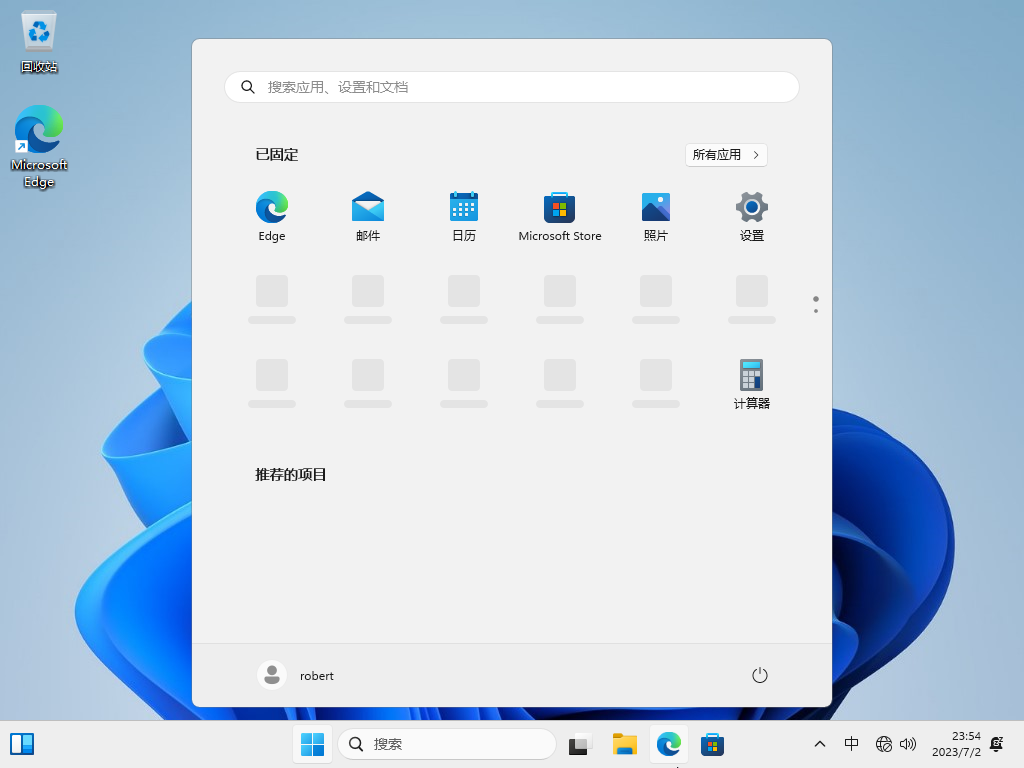 回收站
Microsoft
Edge
搜索应用、设置和文档
已固定
所有应用
Edge
邮件
日历
Microsoft Store
照片
设置
计算器
推荐的项目
robert
搜索
中
23:54
2023/7/2